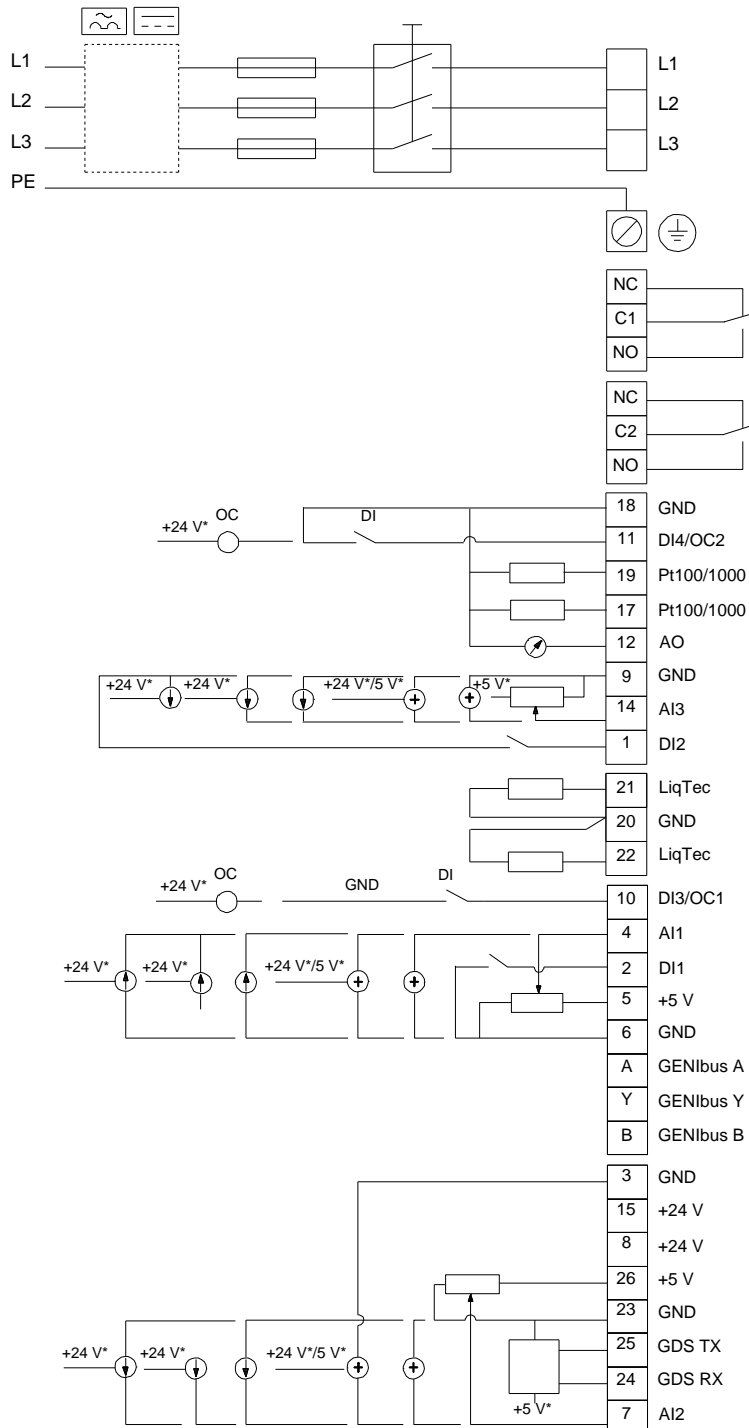 L1 L1
L2 L2
L3 L3
PE
NC
C1
NO
NC
C2
NO
18 GND
+24 V* OC DI 11 DI4/OC2
19 Pt100/1000
17 Pt100/1000
12 AO
9 GND
+24 V* +24 V* +24 V*/5 V* +5 V*
14 AI3
1 DI2
21 LiqTec
20 GND
22 LiqTec
+24 V* OC GND DI 10 DI3/OC1
4 AI1
+24 V* +24 V* +24 V*/5 V* 2 DI1
5 +5 V
6 GND
A GENIbus A
Y GENIbus Y
B GENIbus B
3 GND
15 +24 V
8 +24 V
26 +5 V
23 GND
25 GDS TX
+24 V* +24 V* +24 V*/5 V*
24 GDS RX
+5 V* 7 AI2